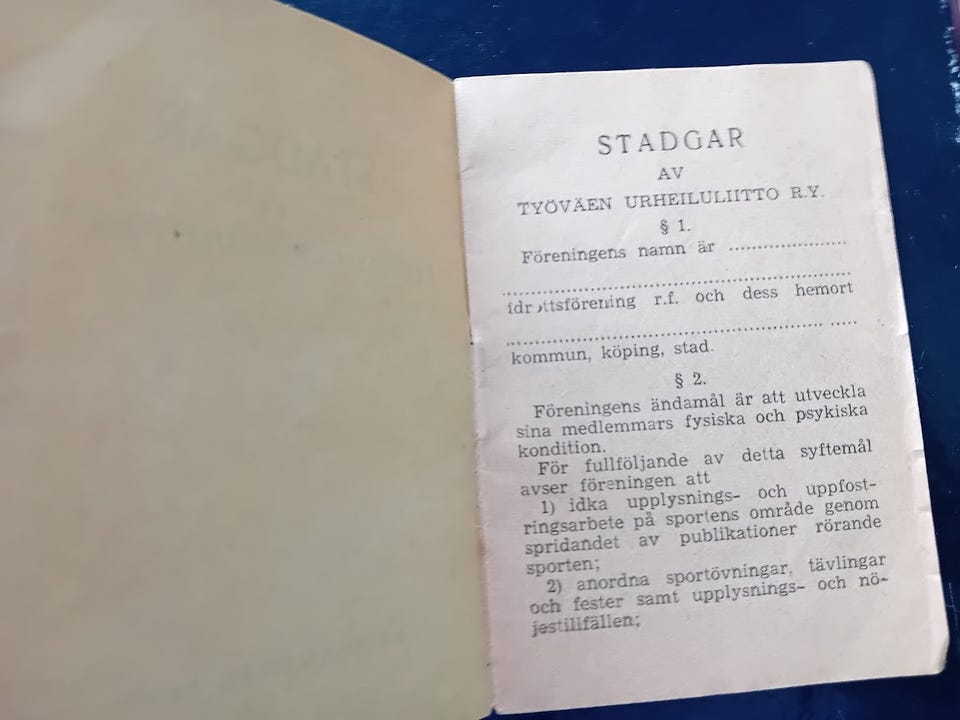 STADGAR
AV
TYÖVÄEN URHEILULIITTO R.Y.
§ 1.
Föreningens namn är .....................
............................................................
idrottsförening r.f. och dess hemort
...................................................... .....
kommun, köping, stad.
§ 2.
Föreningens ändamål är att utveckla
sina medlemmars fysiska och psykiska
kondition.
För fullföljande av detta syftemål
avser föreningen att
1) idka upplysnings- och uppfost-
ringsarbete på sportens område genom
spridandet av publikationer rörande
sporten;
2) anordna sportövningar, tävlingar
och fester samt upplysnings- och nö-
jestillfällen;